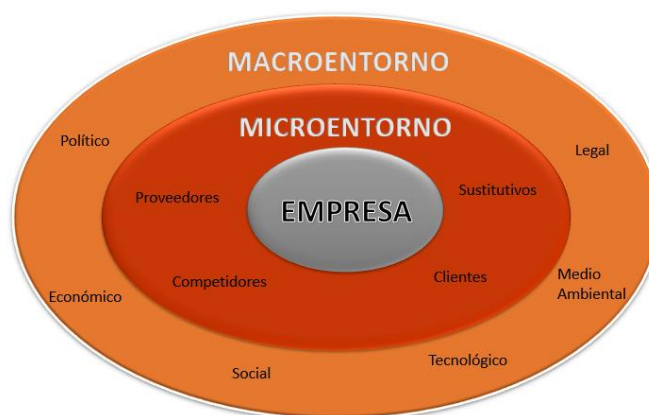 MACROENTORNO
MICROENTORNO
Político
Legal
Proveedores
EMPRESA
Sustitutivos
Competidores
Clientes
Económico
Medio
Ambiental
Social
Tecnológico